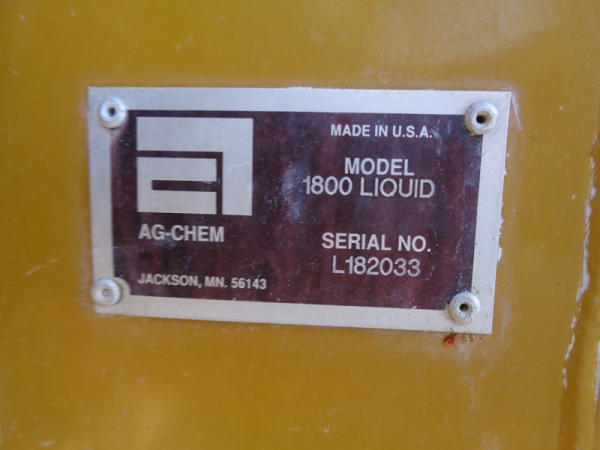 AG-CHEM
JACKSON, MN. 56143
MADE IN U.S.A.
MODEL
1800 LIQUID
SERIAL NO.
L182033